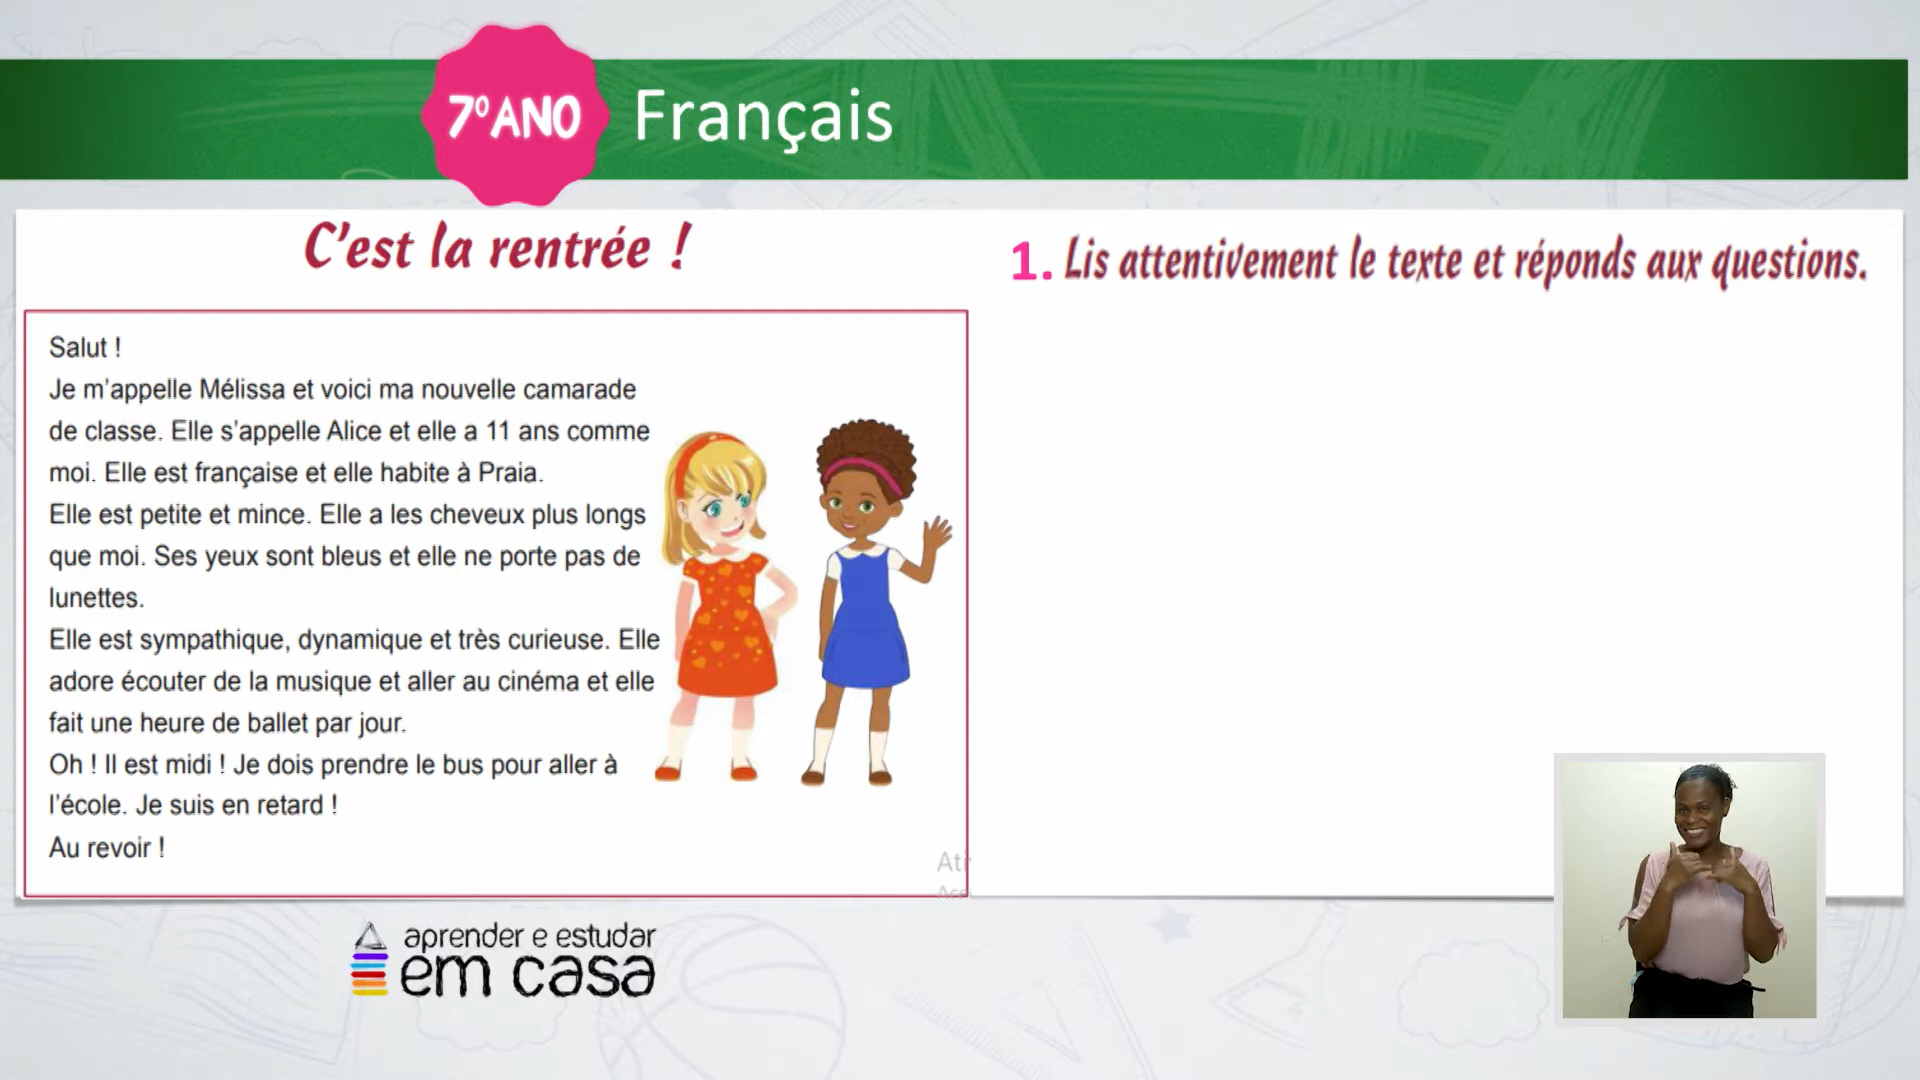 7ºANO
Français
C'est la rentrée !
Salut !
Je m'appelle Mélissa et voici ma nouvelle camarade
de classe. Elle s'appelle Alice et elle a 11 ans comme
moi. Elle est française et elle habite à Praia.
Elle est petite et mince. Elle a les cheveux plus longs
que moi. Ses yeux sont bleus et elle ne porte pas de
lunettes.
Elle est sympathique, dynamique et très curieuse. Elle
adore écouter de la musique et aller au cinéma et elle
fait une heure de ballet par jour.
Oh ! Il est midi ! Je dois prendre le bus pour aller à
l'école. Je suis en retard !
Au revoir !
1. Lis attentivement le texte et réponds aux questions.
aprender e estudar
em casa